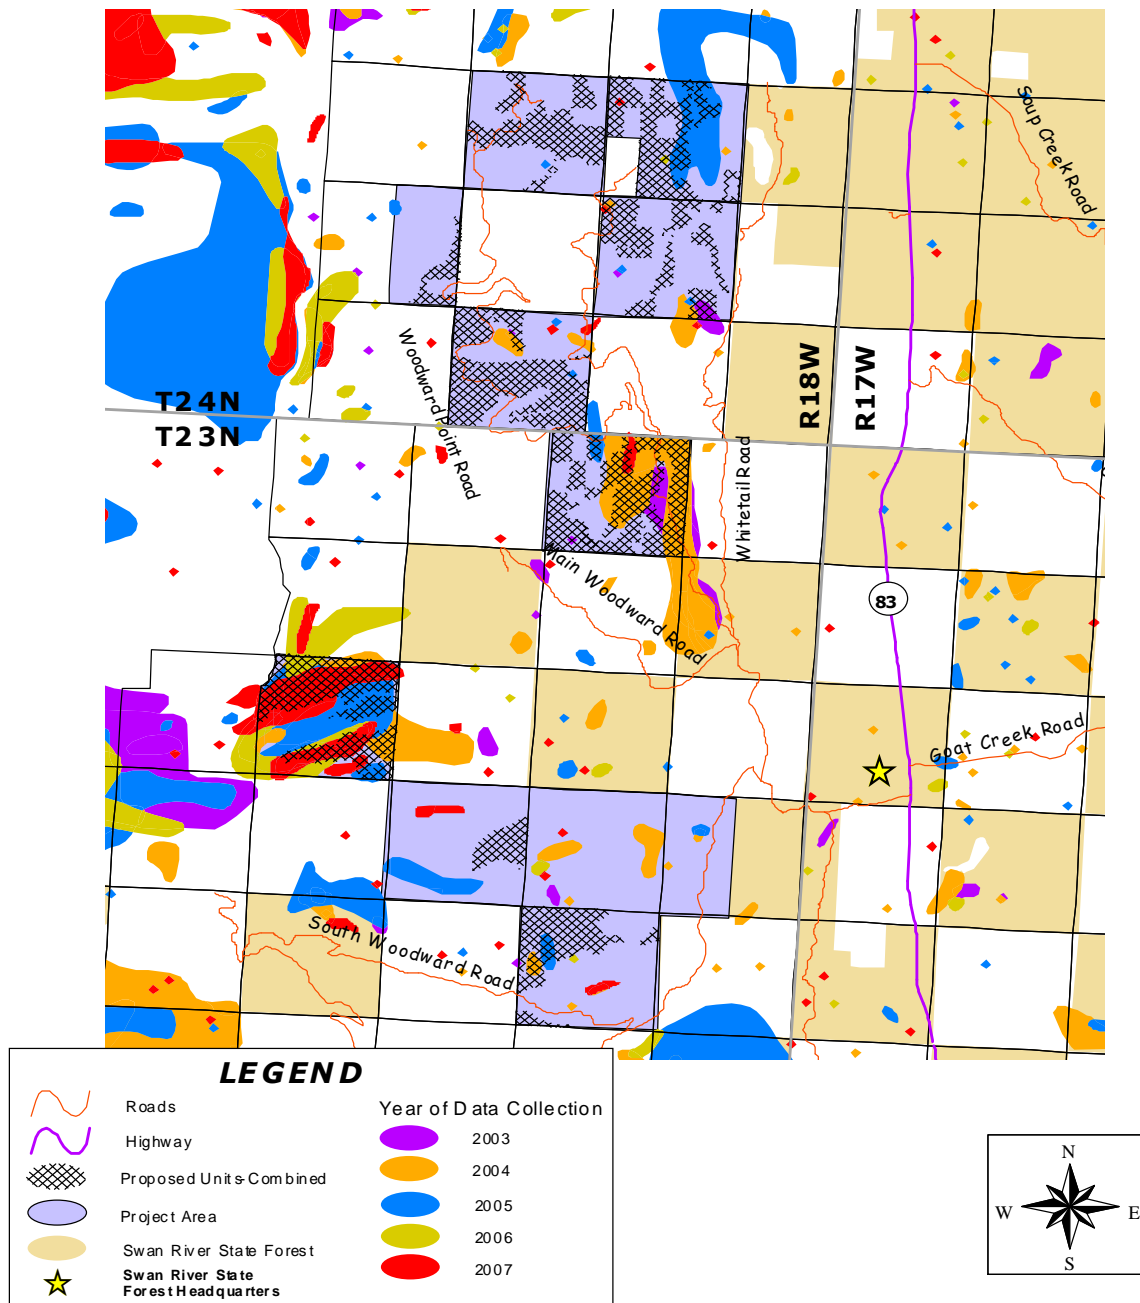 Soup Creek Road
Woodward Point Road
R18W
R17W
T24N
T23N
Whitetail Road
Main Woodward Road
83
Goat Creek Road
South Woodward Road
LEGEND
Roads
Highway
Proposed Units-Combined
Project Area
Swan River State Forest
Swan River State
Forest Headquarters
Year of Data Collection
2003
2004
2005
2006
2007
N
W
E
S